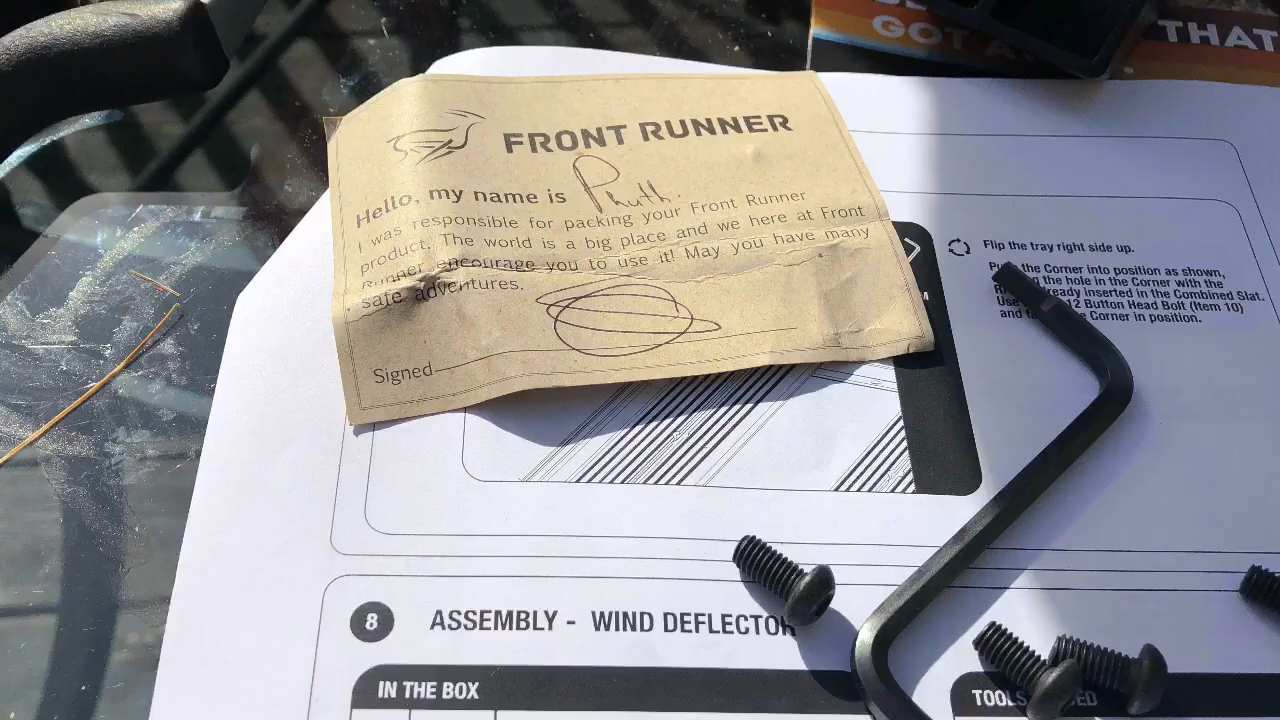 GOT A
THAT
FRONT RUNNER
Hello, my name is Phuth.
I was responsible for packing your Front Runner
product. The world is a big place and we here at Front
Runner encourage you to use it! May you have many
safe adventures.
Signed
Flip the tray right side up.
the Corner into position as shown,
the hole in the Corner with the
already inserted in the Combined Slat.
Use 12 Button Head Bolt (Item 10)
and Corner in position.
8 ASSEMBLY - WIND DEFLECTOR
IN THE BOX
TOOLS